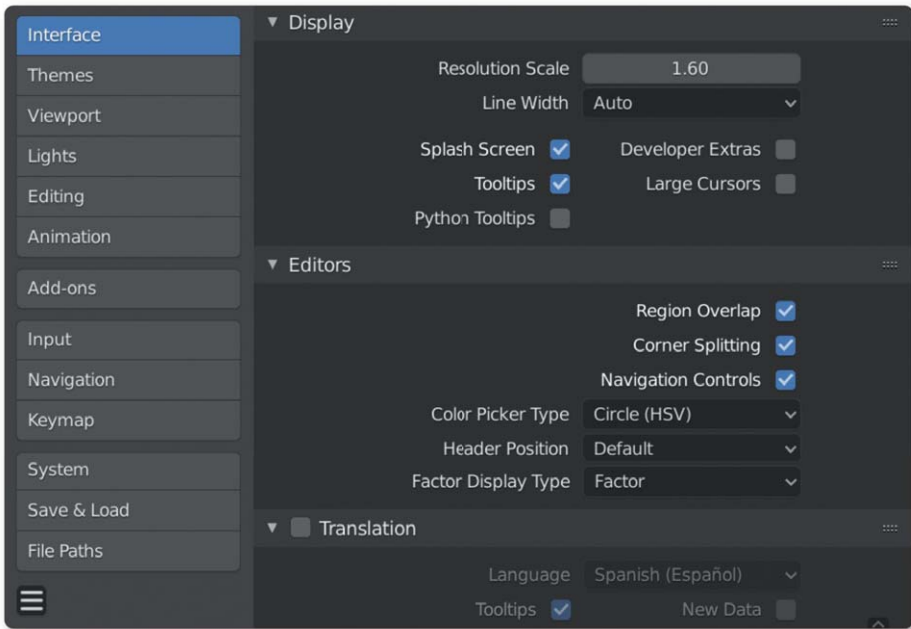 Interface
Themes
Viewport
Lights
Editing
Animation
Add-ons
Input
Navigation
Keymap
System
Save & Load
File Paths
Display
Resolution Scale 1.60
Line Width Auto
Splash Screen Developer Extras
Tooltips Large Cursors
Python Tooltips
Editors
Region Overlap
Corner Splitting
Navigation Controls
Color Picker Type Circle (HSV)
Header Position Default
Factor Display Type Factor
Translation
Language Spanish (Español)
Tooltips New Data